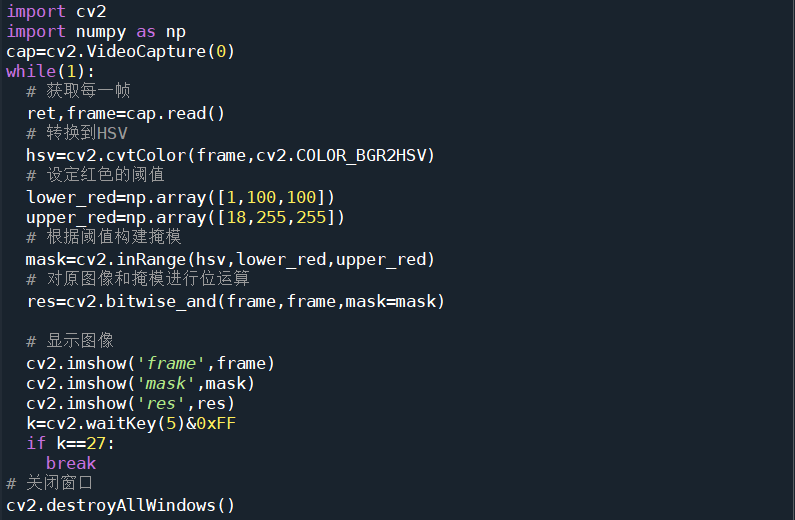 import cv2
import numpy as np
cap=cv2.VideoCapture(0)
while(1):
  # 获取每一帧
  ret,frame=cap.read()
  # 转换到HSV
  hsv=cv2.cvtColor(frame,cv2.COLOR_BGR2HSV)
  # 设定红色的阈值
  lower_red=np.array([1,100,100])
  upper_red=np.array([18,255,255])
  # 根据阈值构建掩模
  mask=cv2.inRange(hsv,lower_red,upper_red)
  # 对原图像和掩模进行位运算
  res=cv2.bitwise_and(frame,frame,mask=mask)

  # 显示图像
  cv2.imshow('frame',frame)
  cv2.imshow('mask',mask)
  cv2.imshow('res',res)
  k=cv2.waitKey(5)&0xFF
  if k==27:
    break
# 关闭窗口
cv2.destroyAllWindows()